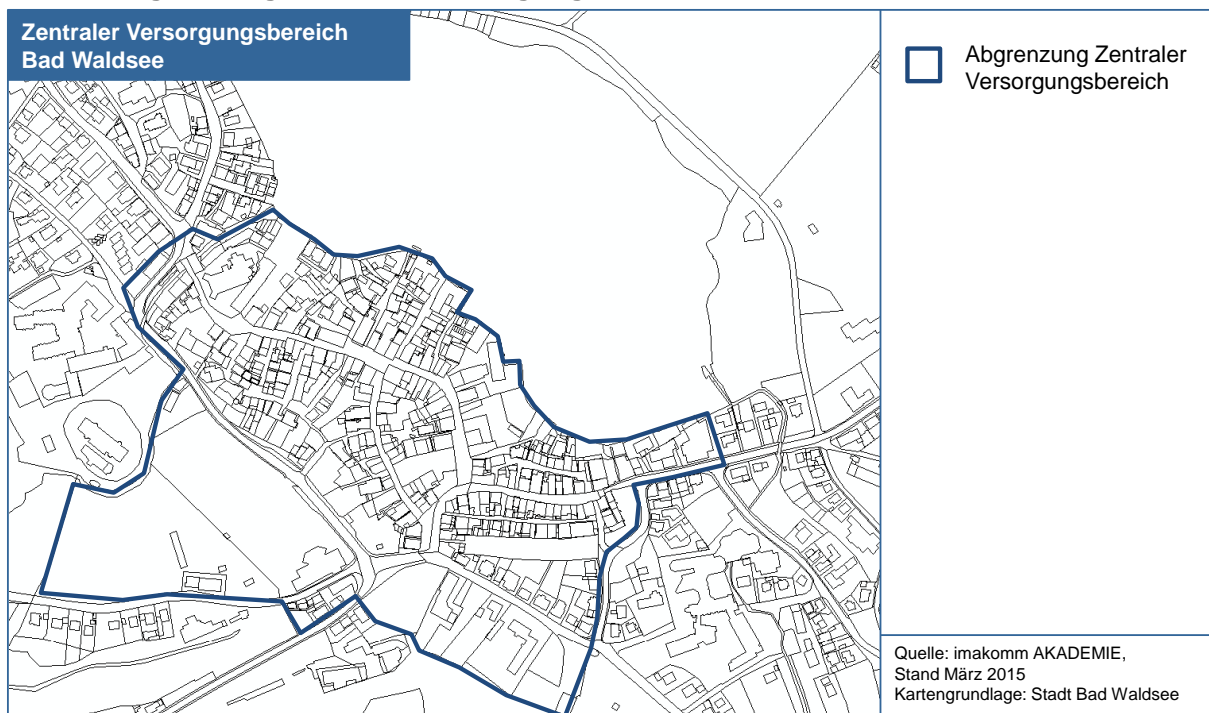 Zentraler Versorgungsbereich
Bad Waldsee
Abgrenzung Zentraler
Versorgungsbereich
Quelle: imakomm AKADEMIE,
Stand März 2015
Kartengrundlage: Stadt Bad Waldsee